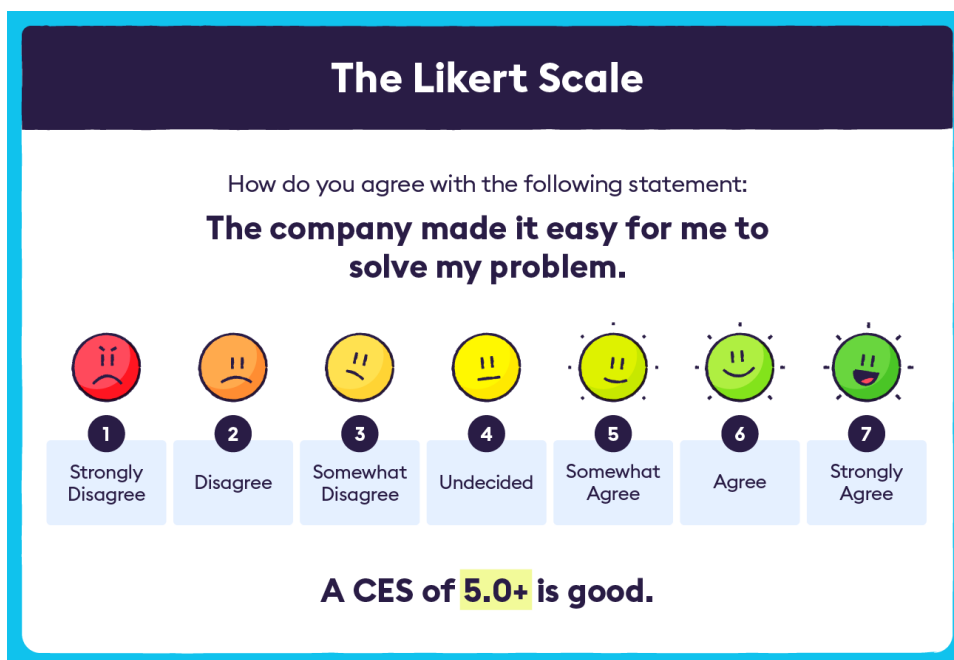 The Likert Scale
How do you agree with the following statement:
The company made it easy for me to
solve my problem.
1 2 3 4 5 6 7
Strongly Disagree Disagree Somewhat Disagree Undecided Somewhat Agree Agree Strongly Agree
A CES of 5.0+ is good.